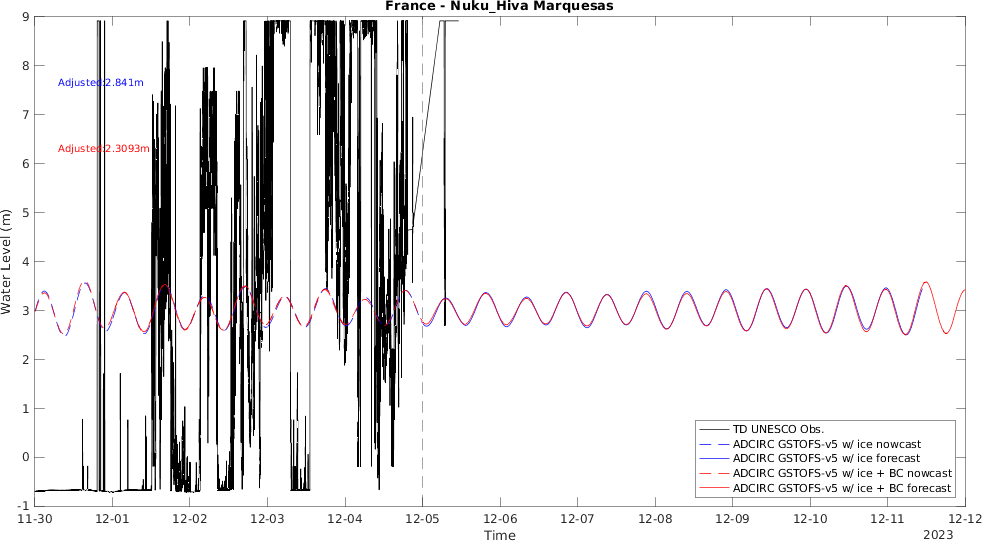 France - Nuku_Hiva Marquesas
9
8
7
6
5
4
3
2
1
0
-1
Water Level (m)
Adjusted:2.841m
Adjusted:2.3093m
TD UNESCO Obs.
ADCIRC GSTOFS-v5 w/ ice nowcast
ADCIRC GSTOFS-v5 w/ ice forecast
ADCIRC GSTOFS-v5 w/ ice + BC nowcast
ADCIRC GSTOFS-v5 w/ ice + BC forecast
11-30 12-01 12-02 12-03 12-04 12-05 12-06 12-07 12-08 12-09 12-10 12-11 12-12
Time
2023